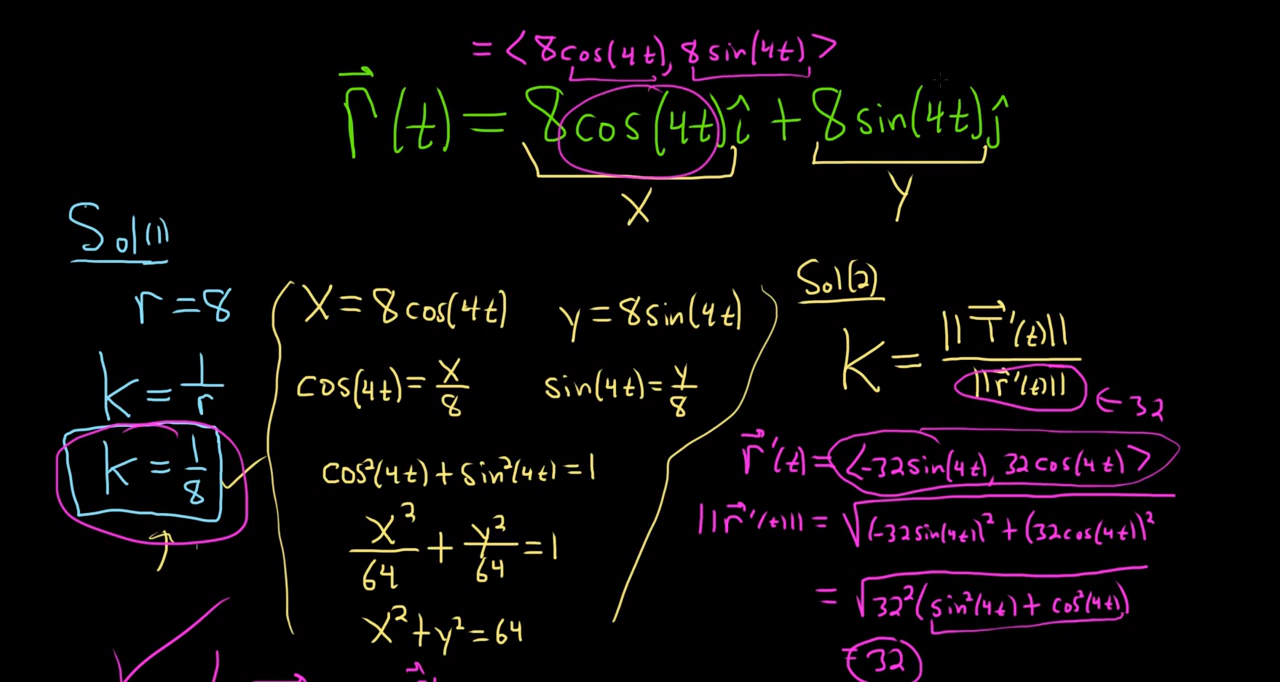 = <8cos(4t), 8sin(4t)>
r⃗(t) = 8cos(4t)î + 8sin(4t)ĵ
X
Y
Sol(1)
r = 8
K = 1/r
K = 1/8
X = 8cos(4t) y = 8sin(4t)
cos(4t) = x/8 sin(4t) = y/8
cos²(4t) + sin²(4t) = 1
x²/64 + y²/64 = 1
x² + y² = 64
Sol(2)
K = ||T⃗'(t)|| / ||r⃗'(t)|| ← 32
r⃗'(t) = <-32sin(4t), 32cos(4t)>
||r⃗'(t)|| = √(-32sin(4t))² + (32cos(4t))²
= √32²(sin²(4t) + cos²(4t))
= 32